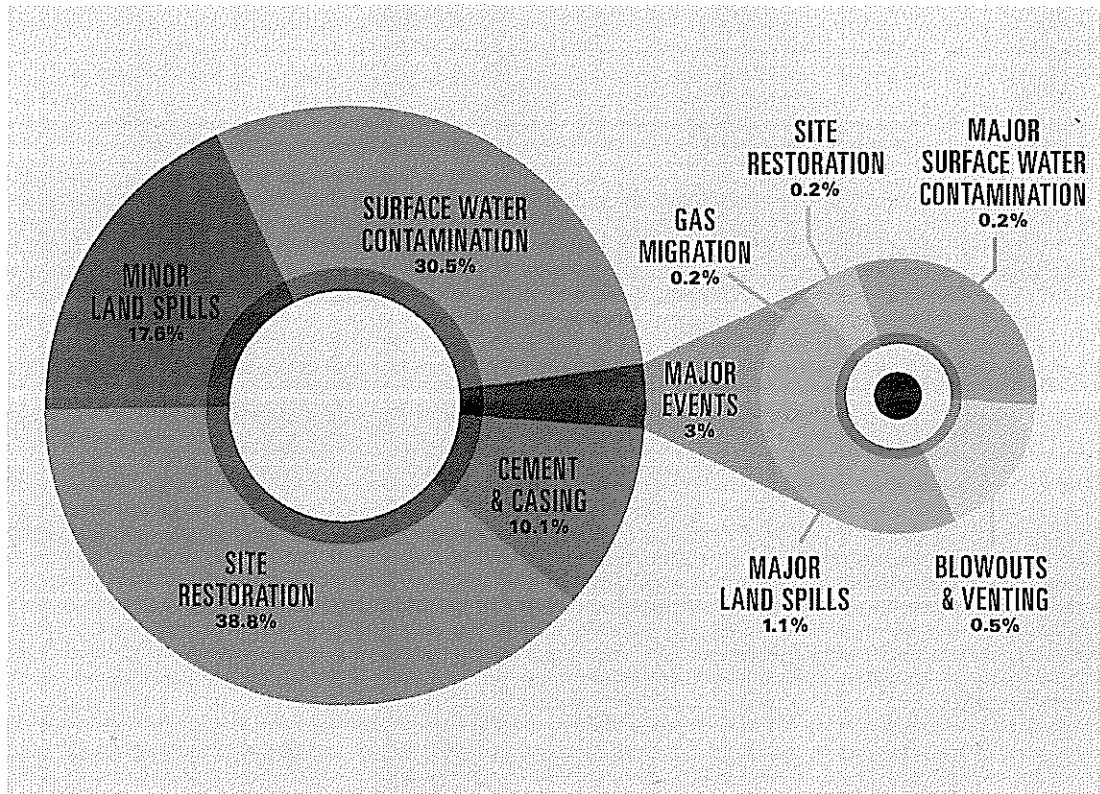 SURFACE WATER
CONTAMINATION
30.5%
MINOR
LAND SPILLS
17.6%
SITE
RESTORATION
38.8%
CEMENT
& CASING
10.1%
MAJOR
EVENTS
3%
GAS
MIGRATION
0.2%
SITE
RESTORATION
0.2%
MAJOR
SURFACE WATER
CONTAMINATION
0.2%
MAJOR
LAND SPILLS
1.1%
BLOWOUTS
& VENTING
0.5%